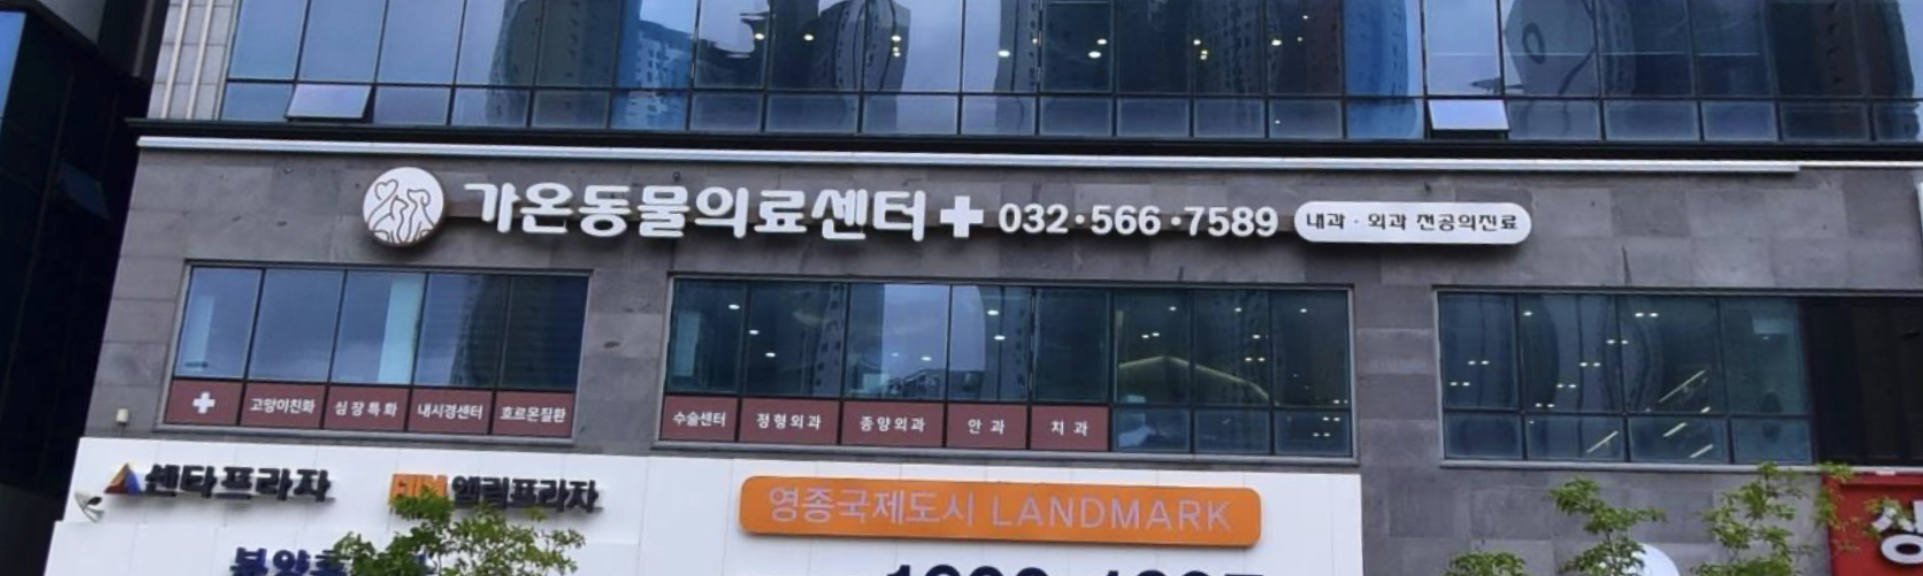 가온동물의료센터 032·566·7589 내과·외과 전공의진료
고양이친화 심장특화 내시경센터 호르몬질환 수술센터 정형외과 종양외과 안과 치과
센타프라자 엘림프라자
영종국제도시 LANDMARK